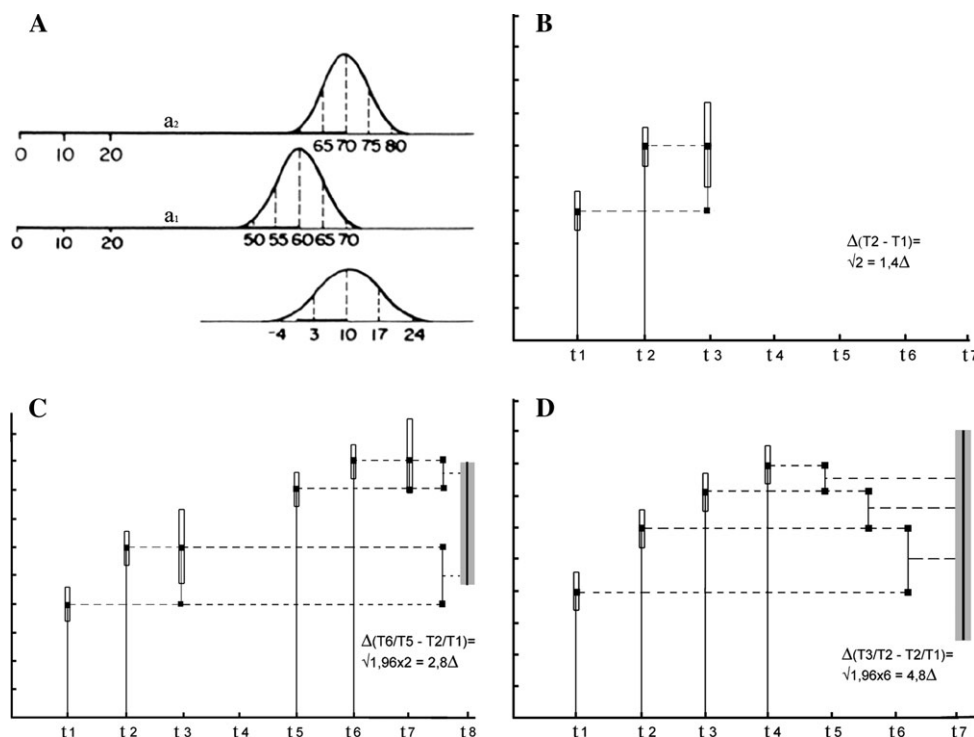 A
a₂
0 10 20 65 70 75 80
a₁
0 10 20 50 55 60 65 70
-4 3 10 17 24
B
Δ(T2 - T1)=
√2 = 1,4Δ
t1 t2 t3 t4 t5 t6 t7
C
Δ(T6/T5 - T2/T1)=
√1,96x2 = 2,8Δ
t1 t2 t3 t4 t5 t6 t7 t8
D
Δ(T3/T2 - T2/T1)=
√1,96x6 = 4,8Δ
t1 t2 t3 t4 t5 t6 t7